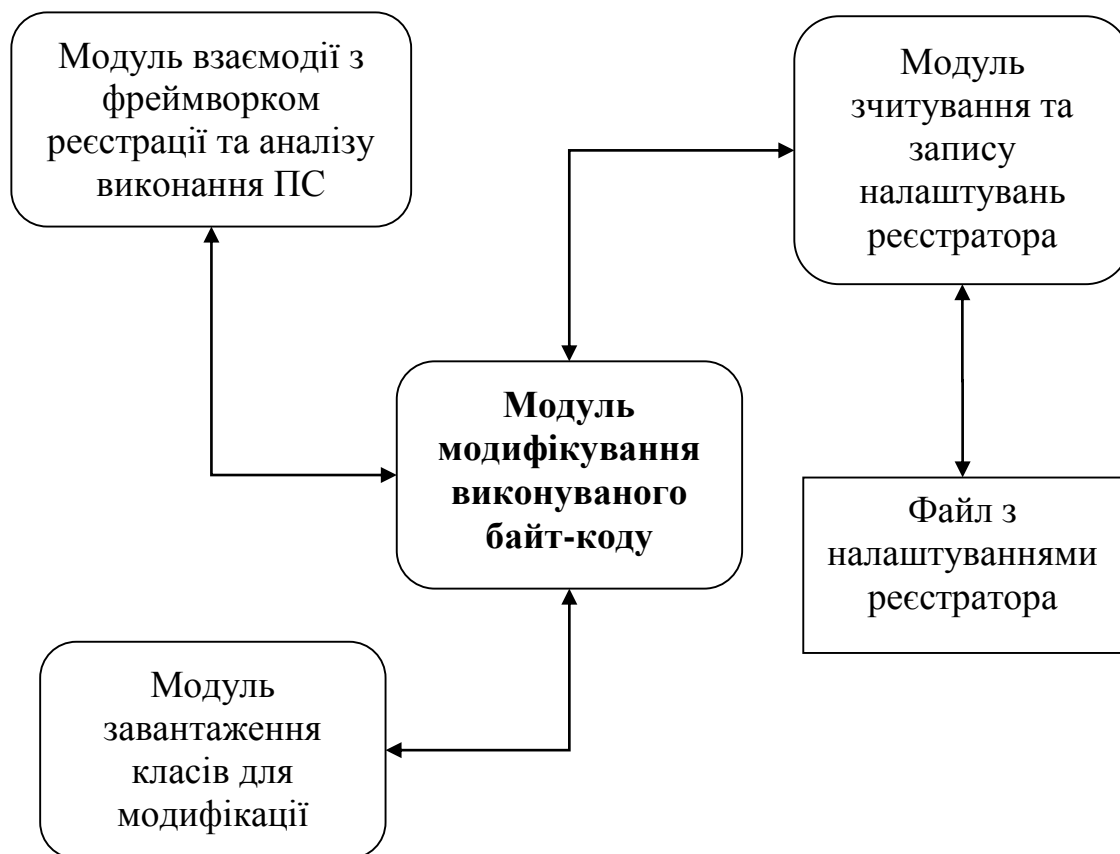 Модуль взаємодії з
фреймворком
реєстрації та аналізу
виконання ПС
Модуль
зчитування та
запису
налаштувань
реєстратора
Модуль
модифікування
виконуваного
байт-коду
Файл з
налаштуваннями
реєстратора
Модуль
завантаження
класів для
модифікації